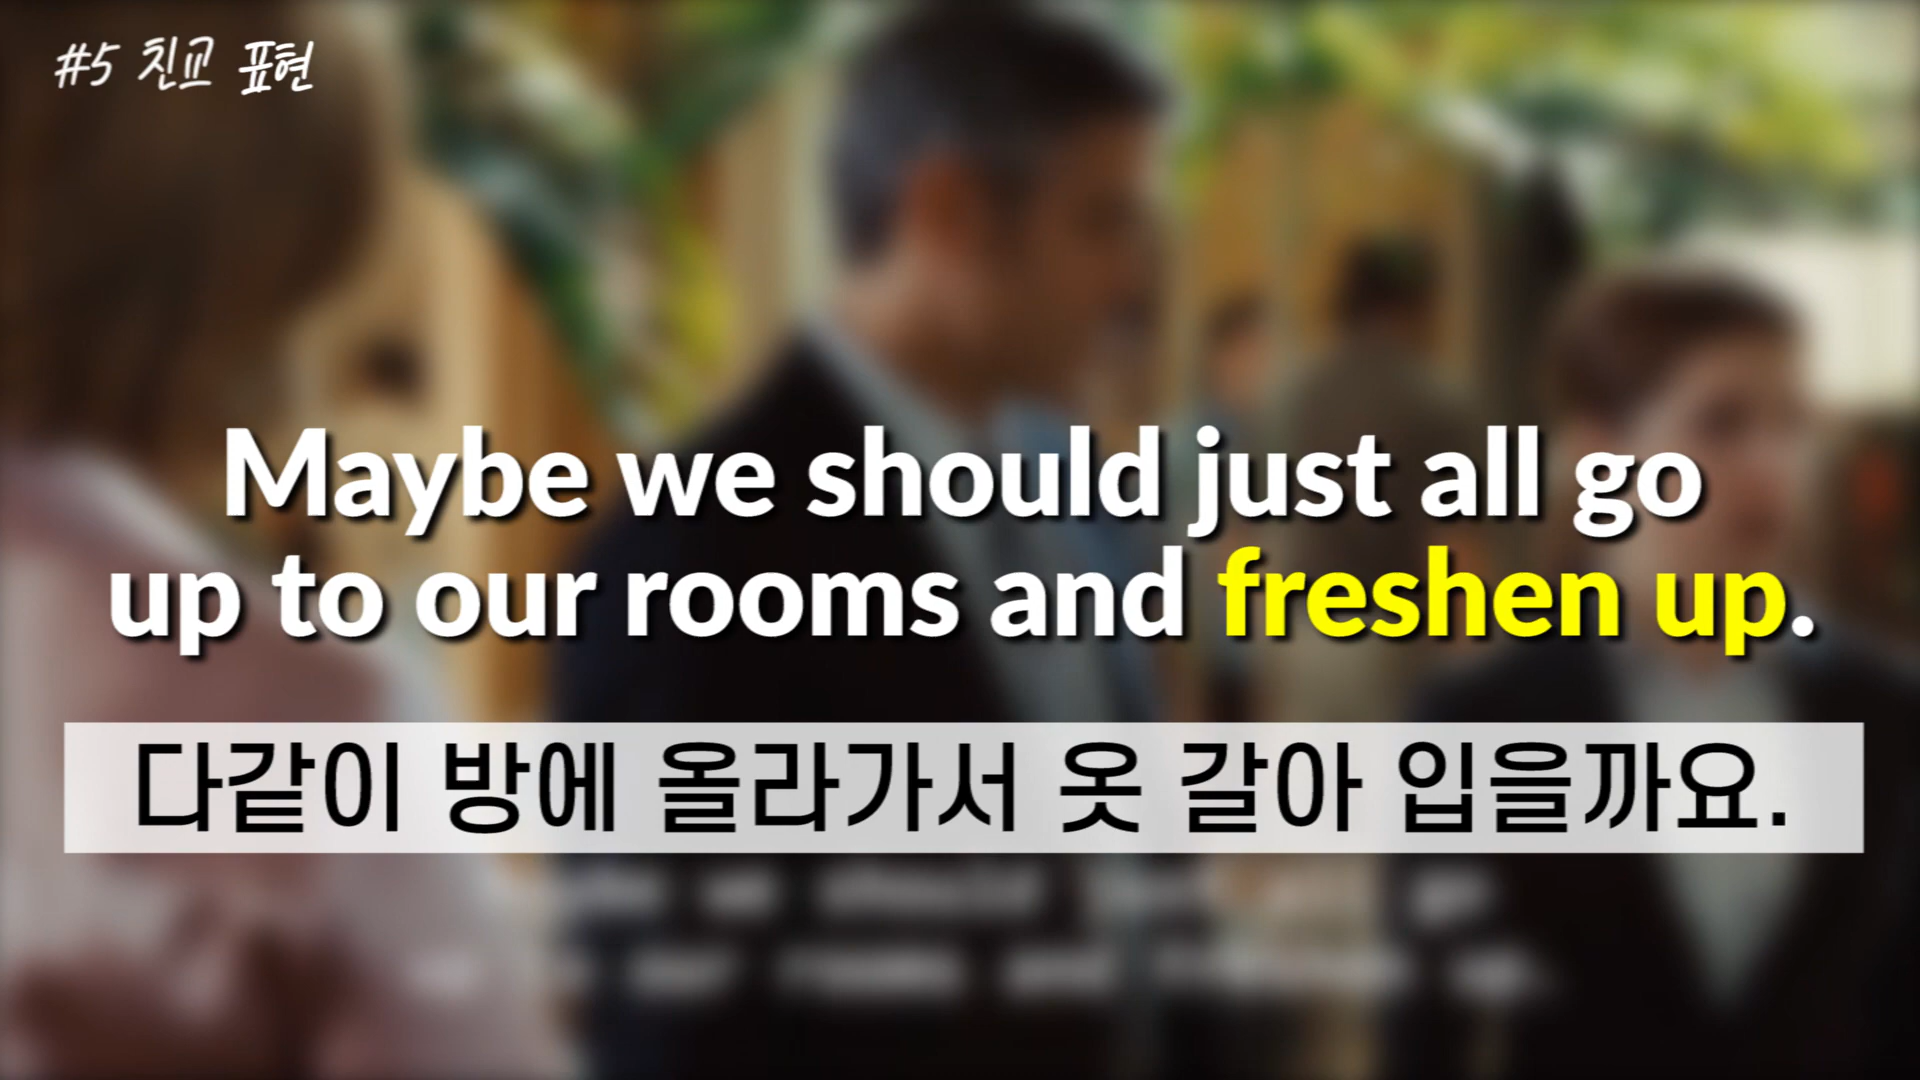 #5 친교 표현
Maybe we should just all go
up to our rooms and freshen up.
다같이 방에 올라가서 옷 갈아 입을까요.